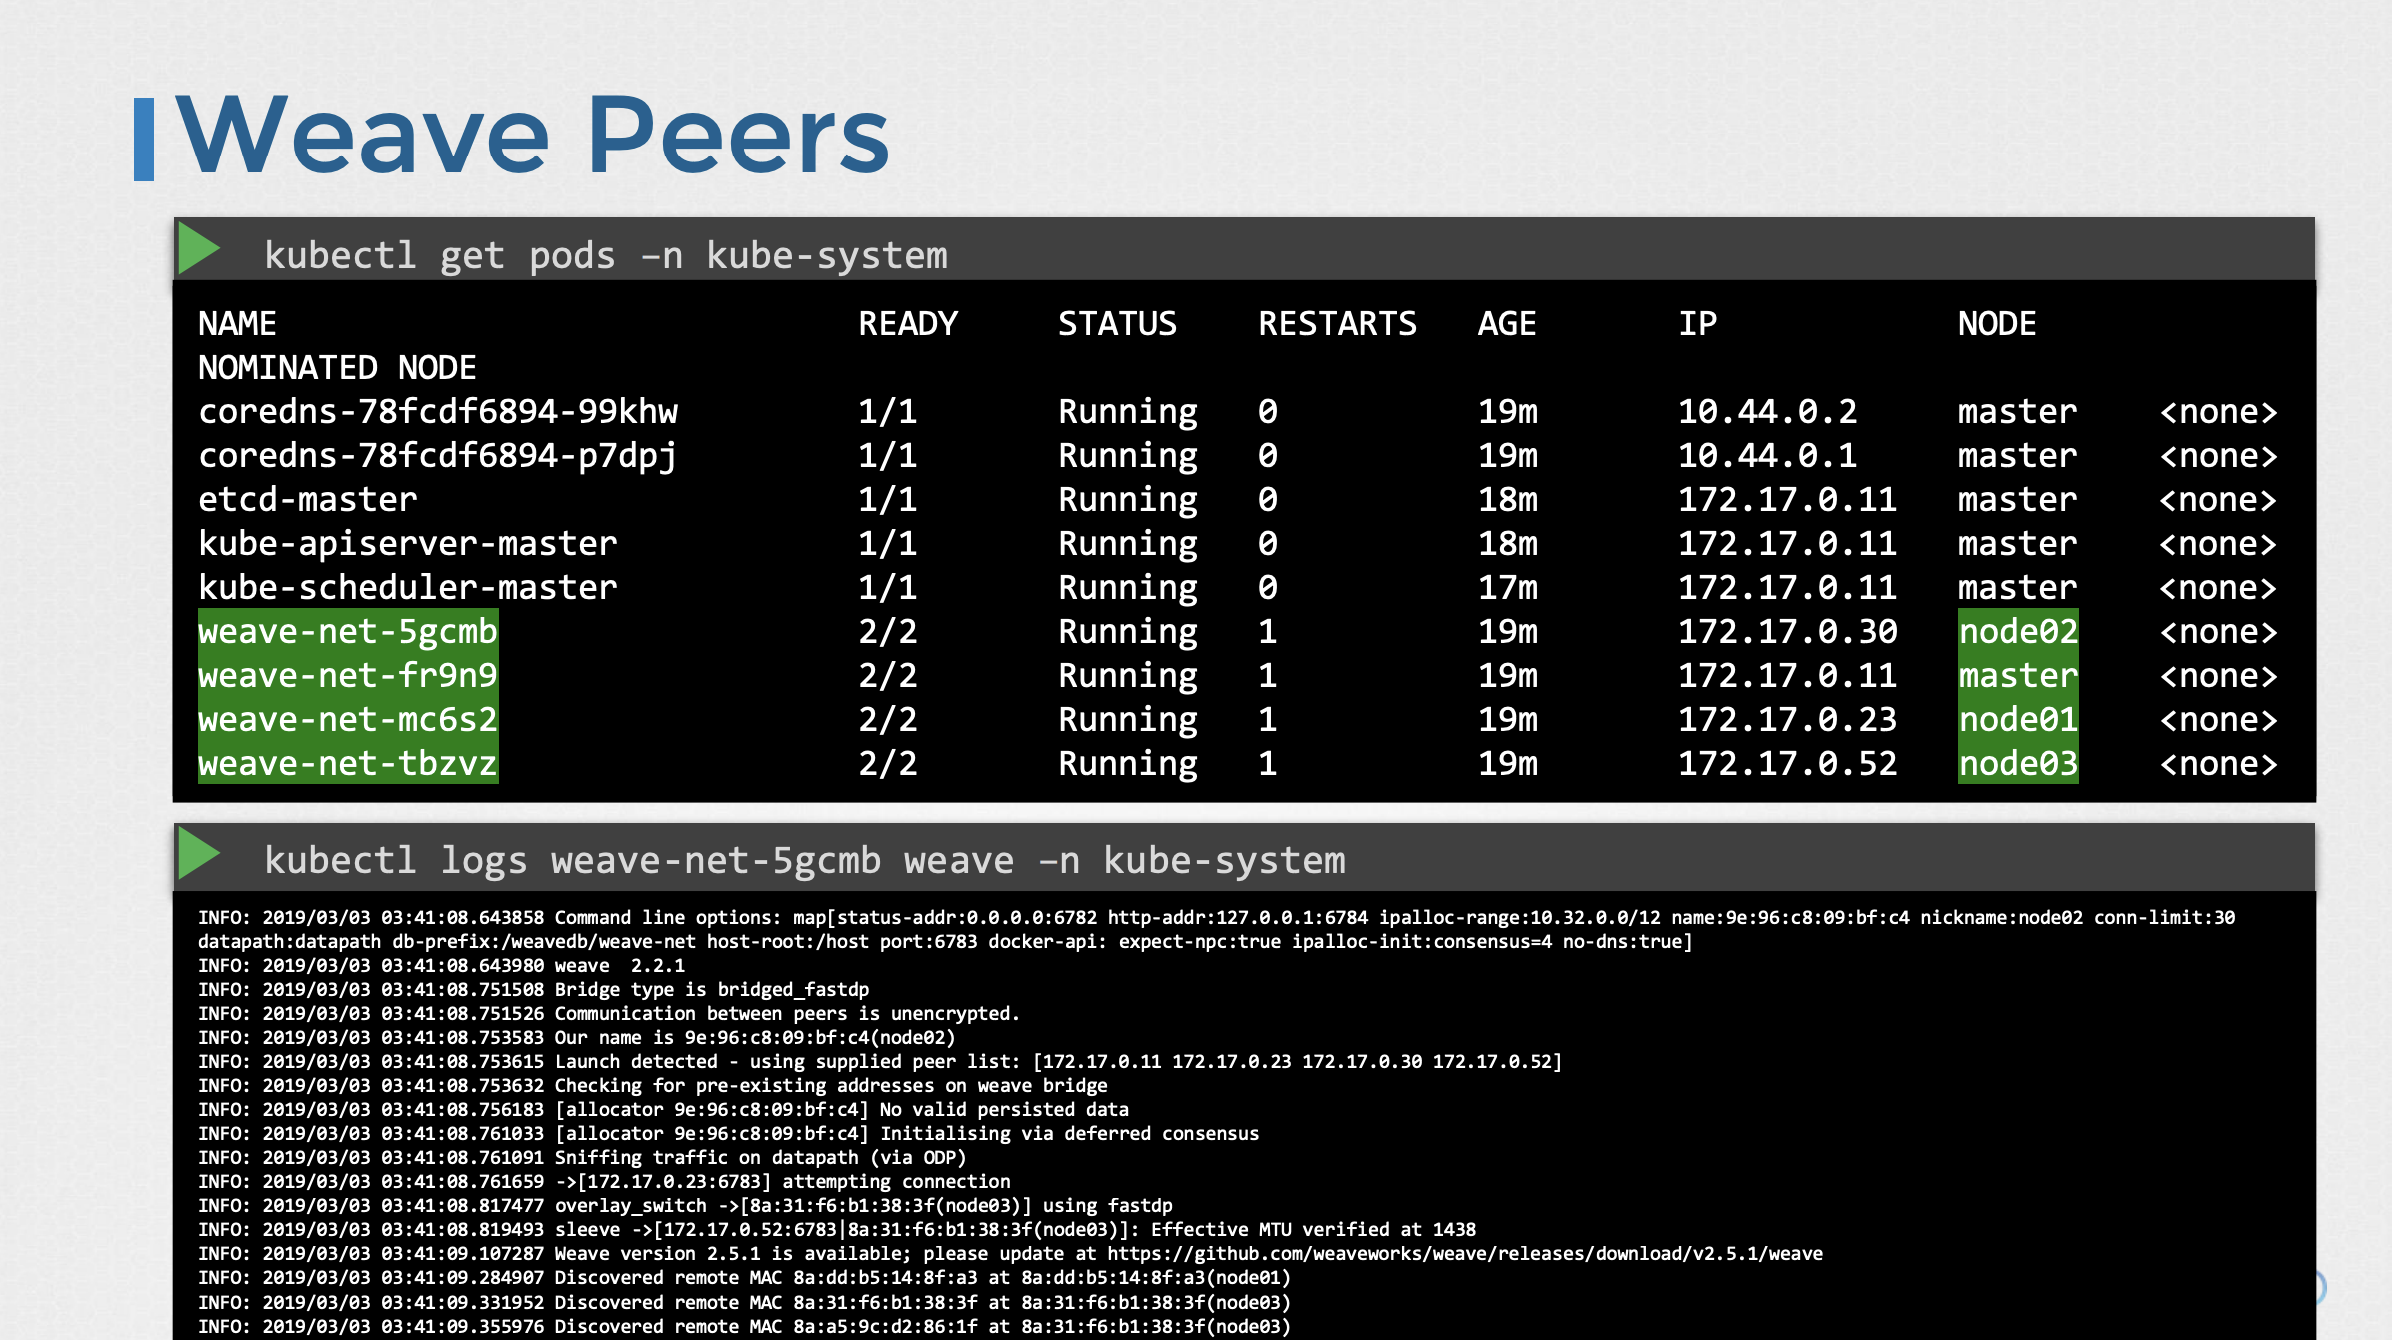 Weave Peers
kubectl get pods –n kube-system
NAME READY STATUS RESTARTS AGE IP NODE
NOMINATED NODE
coredns-78fcdf6894-99khw 1/1 Running 0 19m 10.44.0.2 master <none>
coredns-78fcdf6894-p7dpj 1/1 Running 0 19m 10.44.0.1 master <none>
etcd-master 1/1 Running 0 18m 172.17.0.11 master <none>
kube-apiserver-master 1/1 Running 0 18m 172.17.0.11 master <none>
kube-scheduler-master 1/1 Running 0 17m 172.17.0.11 master <none>
weave-net-5gcmb 2/2 Running 1 19m 172.17.0.30 node02 <none>
weave-net-fr9n9 2/2 Running 1 19m 172.17.0.11 master <none>
weave-net-mc6s2 2/2 Running 1 19m 172.17.0.23 node01 <none>
weave-net-tbzvz 2/2 Running 1 19m 172.17.0.52 node03 <none>
kubectl logs weave-net-5gcmb weave –n kube-system
INFO: 2019/03/03 03:41:08.643858 Command line options: map[status-addr:0.0.0.0:6782 http-addr:127.0.0.1:6784 ipalloc-range:10.32.0.0/12 name:9e:96:c8:09:bf:c4 nickname:node02 conn-limit:30
datapath:datapath db-prefix:/weavedb/weave-net host-root:/host port:6783 docker-api: expect-npc:true ipalloc-init:consensus=4 no-dns:true]
INFO: 2019/03/03 03:41:08.643980 weave  2.2.1
INFO: 2019/03/03 03:41:08.751508 Bridge type is bridged_fastdp
INFO: 2019/03/03 03:41:08.751526 Communication between peers is unencrypted.
INFO: 2019/03/03 03:41:08.753583 Our name is 9e:96:c8:09:bf:c4(node02)
INFO: 2019/03/03 03:41:08.753615 Launch detected - using supplied peer list: [172.17.0.11 172.17.0.23 172.17.0.30 172.17.0.52]
INFO: 2019/03/03 03:41:08.753632 Checking for pre-existing addresses on weave bridge
INFO: 2019/03/03 03:41:08.756183 [allocator 9e:96:c8:09:bf:c4] No valid persisted data
INFO: 2019/03/03 03:41:08.761033 [allocator 9e:96:c8:09:bf:c4] Initialising via deferred consensus
INFO: 2019/03/03 03:41:08.761091 Sniffing traffic on datapath (via ODP)
INFO: 2019/03/03 03:41:08.761659 ->[172.17.0.23:6783] attempting connection
INFO: 2019/03/03 03:41:08.817477 overlay_switch ->[8a:31:f6:b1:38:3f(node03)] using fastdp
INFO: 2019/03/03 03:41:08.819493 sleeve ->[172.17.0.52:6783|8a:31:f6:b1:38:3f(node03)]: Effective MTU verified at 1438
INFO: 2019/03/03 03:41:09.107287 Weave version 2.5.1 is available; please update at https://github.com/weaveworks/weave/releases/download/v2.5.1/weave
INFO: 2019/03/03 03:41:09.284907 Discovered remote MAC 8a:dd:b5:14:8f:a3 at 8a:dd:b5:14:8f:a3(node01)
INFO: 2019/03/03 03:41:09.331952 Discovered remote MAC 8a:31:f6:b1:38:3f at 8a:31:f6:b1:38:3f(node03)
INFO: 2019/03/03 03:41:09.355976 Discovered remote MAC 8a:a5:9c:d2:86:1f at 8a:31:f6:b1:38:3f(node03)